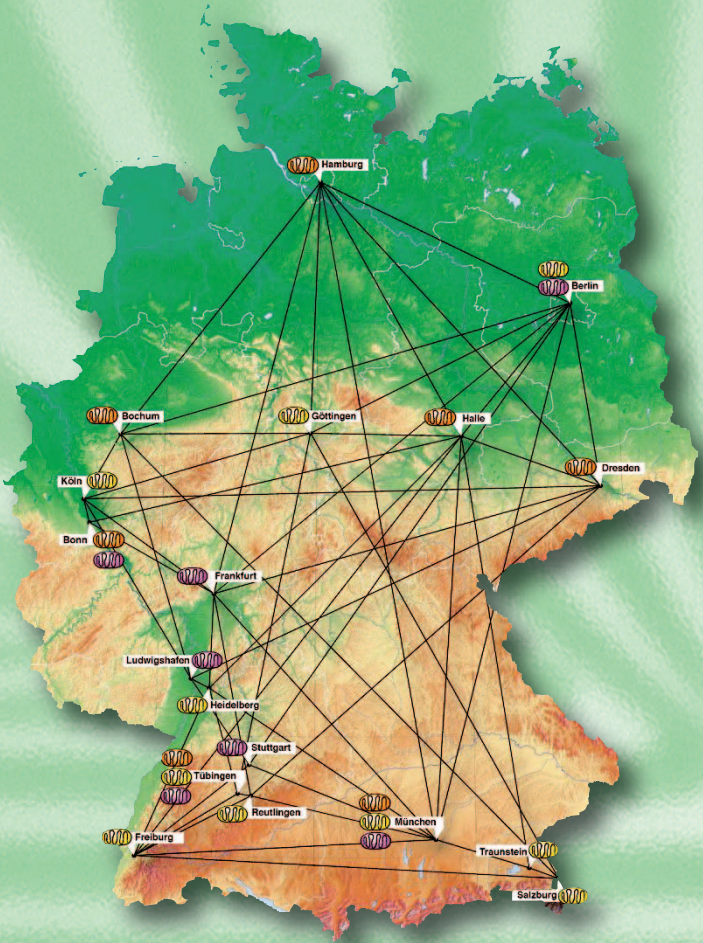 Hamburg
Berlin
Bochum
Göttingen
Halle
Dresden
Köln
Bonn
Frankfurt
Ludwigshafen
Heidelberg
Stuttgart
Tübingen
Reutlingen
München
Freiburg
Traunstein
Salzburg